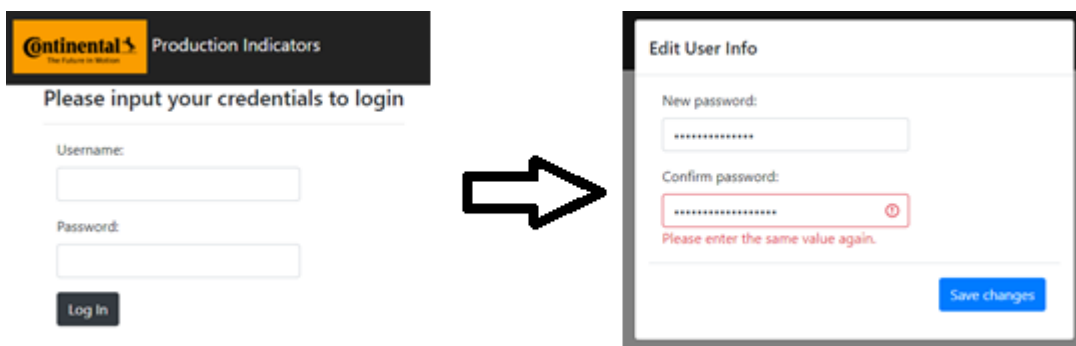 Continental
The Future in Motion
Production Indicators
Please input your credentials to login
Username:
Password:
Log In
Edit User Info
New password:
••••••••••••••
Confirm password:
••••••••••••••••••
Please enter the same value again.
Save changes